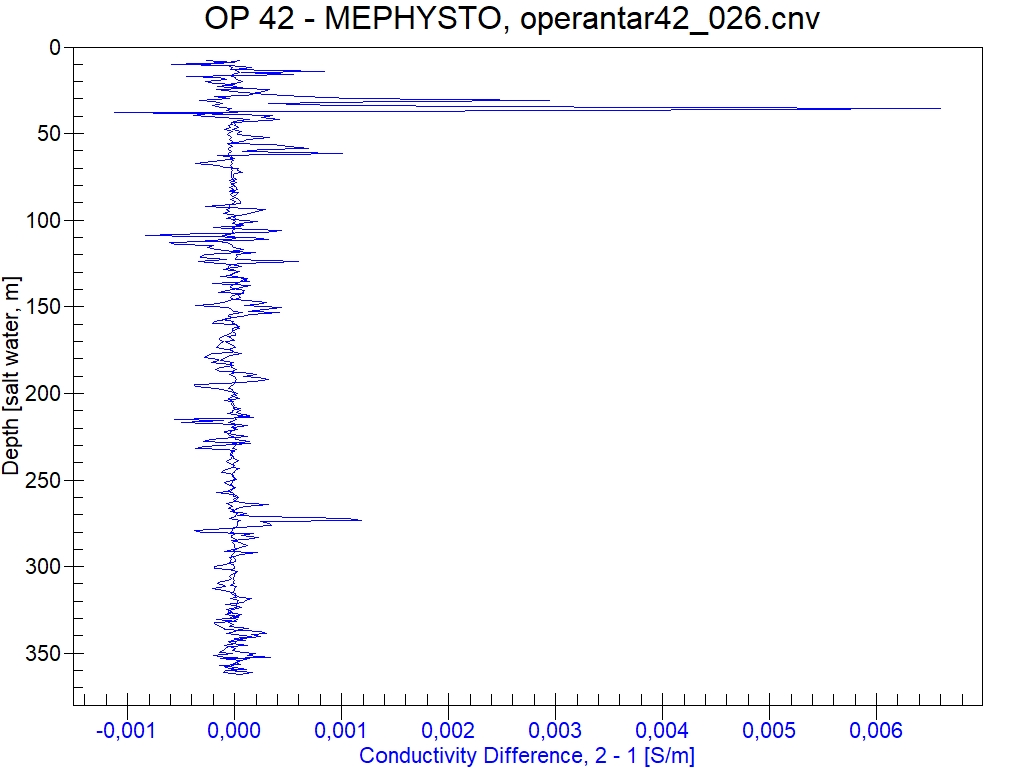 OP 42 - MEPHYSTO, operantar42_026.cnv
0
50
100
150
200
250
300
350
Depth [salt water, m]
-0,001 0,000 0,001 0,002 0,003 0,004 0,005 0,006
Conductivity Difference, 2 - 1 [S/m]